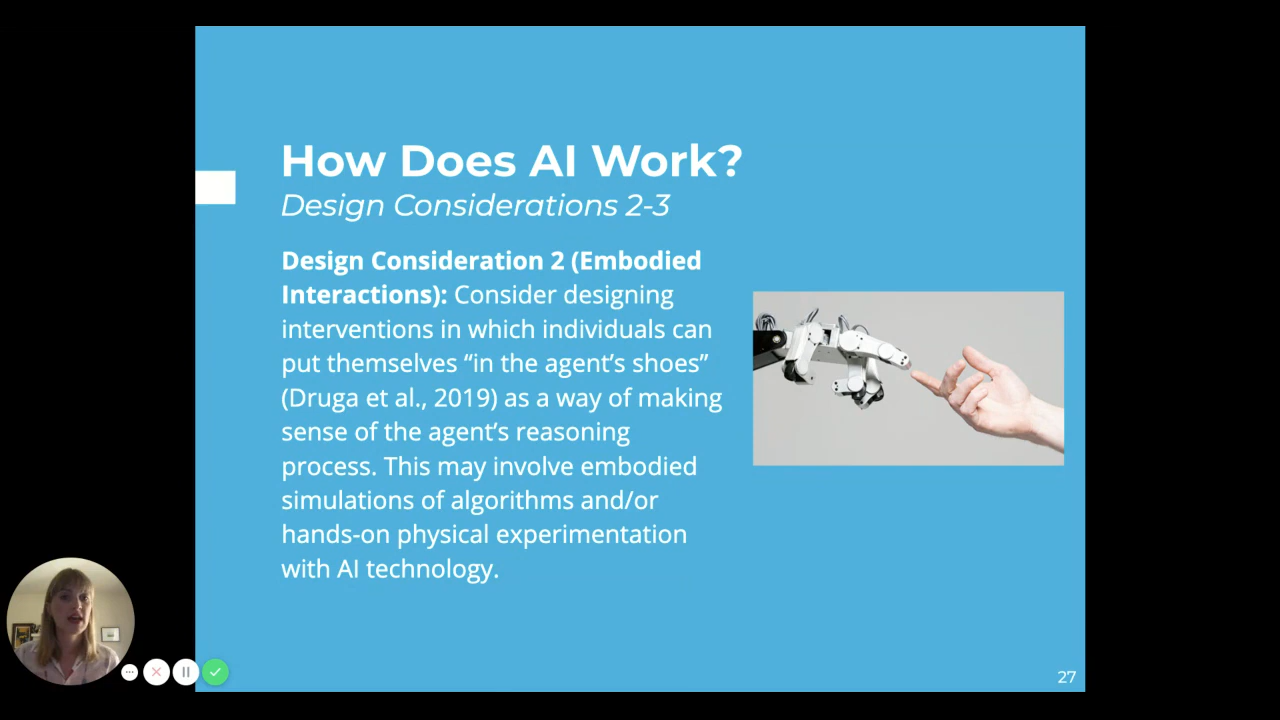 How Does AI Work?
Design Considerations 2-3
Design Consideration 2 (Embodied
Interactions): Consider designing
interventions in which individuals can
put themselves “in the agent’s shoes”
(Druga et al., 2019) as a way of making
sense of the agent’s reasoning
process. This may involve embodied
simulations of algorithms and/or
hands-on physical experimentation
with AI technology.
27